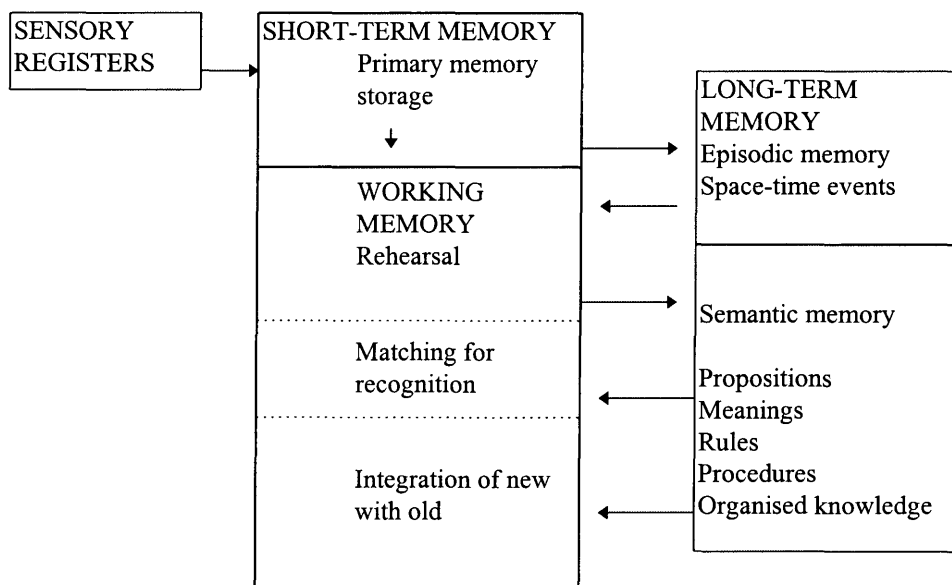 SENSORY
REGISTERS
SHORT-TERM MEMORY
Primary memory
storage
WORKING
MEMORY
Rehearsal
Matching for
recognition
Integration of new
with old
LONG-TERM
MEMORY
Episodic memory
Space-time events
Semantic memory
Propositions
Meanings
Rules
Procedures
Organised knowledge